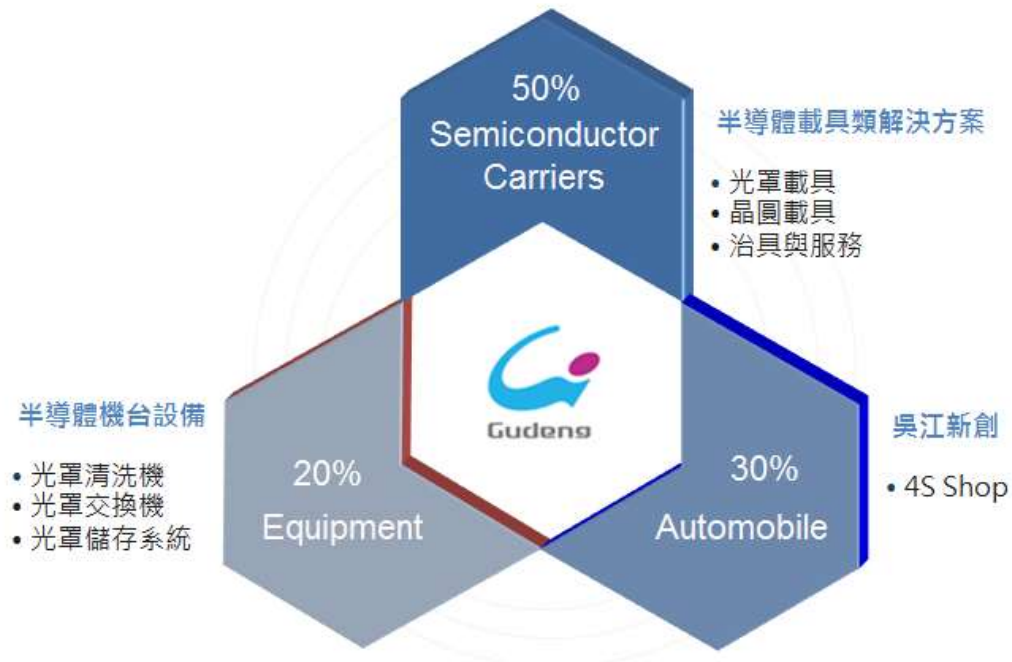 50%
Semiconductor
Carriers
半導體載具類解決方案
• 光罩載具
• 晶圓載具
• 治具與服務
Gudeng
半導體機台設備
• 光罩清洗機
• 光罩交換機
• 光罩儲存系統
20%
Equipment
30%
Automobile
吳江新創
• 4S Shop